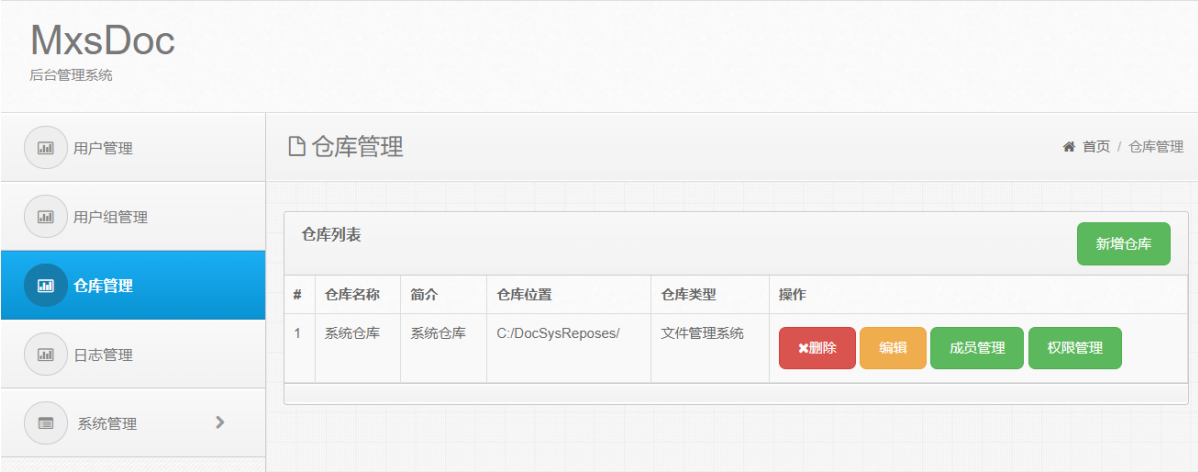 MxsDoc
后台管理系统
用户管理
用户组管理
仓库管理
日志管理
系统管理
仓库管理
首页 / 仓库管理
仓库列表
新增仓库
# 仓库名称 简介 仓库位置 仓库类型 操作
1 系统仓库 系统仓库 C:/DocSysReposes/ 文件管理系统 ✖删除 编辑 成员管理 权限管理